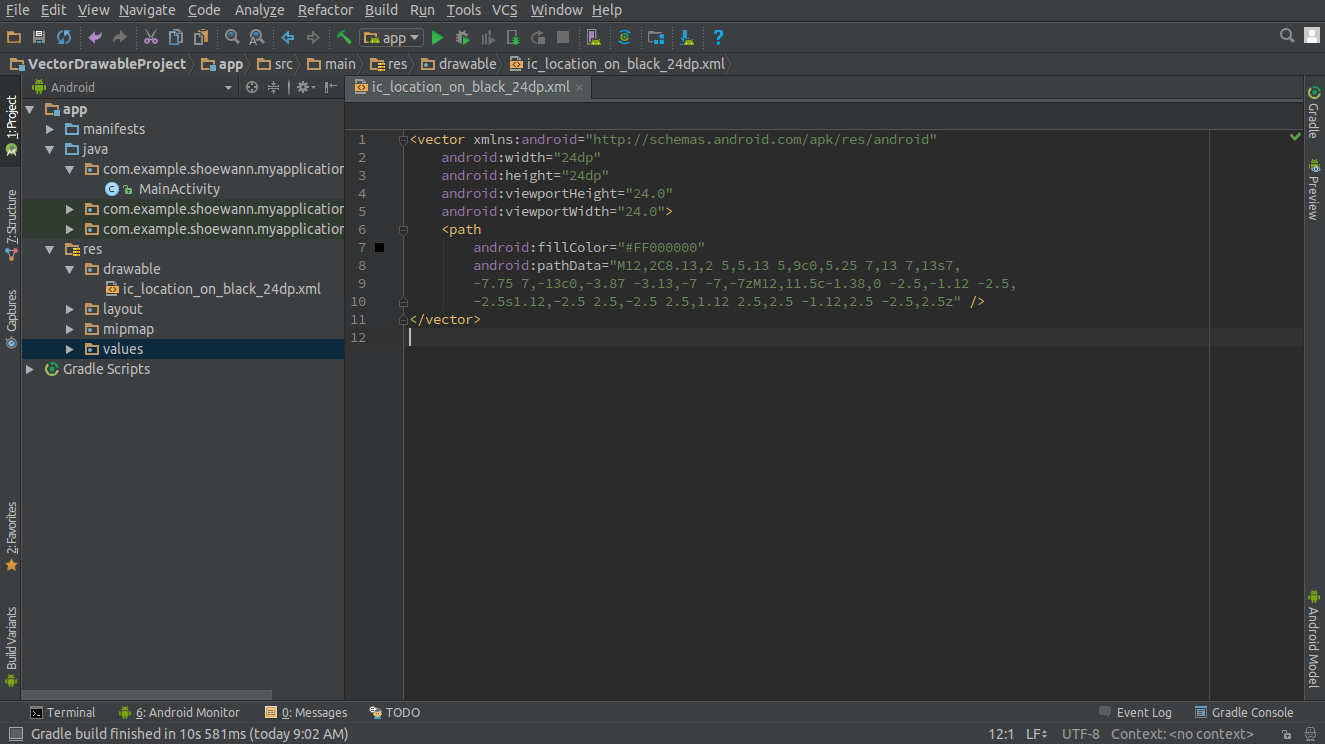 File Edit View Navigate Code Analyze Refactor Build Run Tools VCS Window Help
app
VectorDrawableProject app src main res drawable ic_location_on_black_24dp.xml
Android
ic_location_on_black_24dp.xml
1: Project
7: Structure
Captures
2: Favorites
Build Variants
app
manifests
java
com.example.shoewann.myapplication
MainActivity
com.example.shoewann.myapplication
com.example.shoewann.myapplication
res
drawable
ic_location_on_black_24dp.xml
layout
mipmap
values
Gradle Scripts
1 <vector xmlns:android="http://schemas.android.com/apk/res/android"
2 android:width="24dp"
3 android:height="24dp"
4 android:viewportHeight="24.0"
5 android:viewportWidth="24.0">
6 <path
7 android:fillColor="#FF000000"
8 android:pathData="M12,2C8.13,2 5,5.13 5,9c0,5.25 7,13 7,13s7,
9 -7.75 7,-13c0,-3.87 -3.13,-7 -7,-7zM12,11.5c-1.38,0 -2.5,-1.12 -2.5,
10 -2.5s1.12,-2.5 2.5,-2.5 2.5,1.12 2.5,2.5 -1.12,2.5 -2.5,2.5z" />
11 </vector>
12
Gradle
Preview
Android Model
Terminal 6: Android Monitor 0: Messages TODO Event Log Gradle Console
Gradle build finished in 10s 581ms (today 9:02 AM) 12:1 LF UTF-8 Context: <no context>